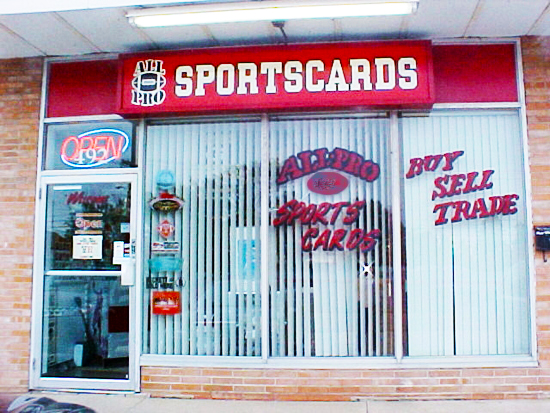 ALL
PRO
SPORTSCARDS
OPEN
492
ALL-PRO
SPORTS
CARDS
BUY
SELL
TRADE
Open